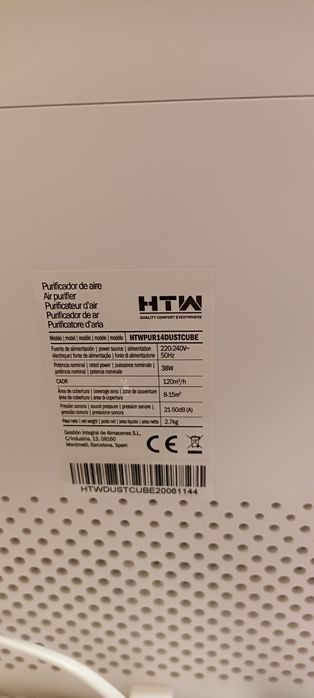 Purificador de aire
Air purifier
Purificateur d'air
Purificador de ar
Purificatore d'aria
HTW
QUALITY COMFORT EVERYWHERE
Modelo | model | modèle | modelo | modello HTWPUR14DUSTCUBE
Fuente de alimentación | power source | alimentation électrique | fonte de alimentação | fonte di alimentazione 220-240V~ 50Hz
Potencia nominal | rated power | puissance nominale | potência nominal | potenza nominale 38W
CADR 120m³/h
Área de cobertura | coverage area | zone de couverture área de cobertura | area di copertura 8-15m²
Presión sonora | sound pressure | pression sonore | pressão sonora | pressione sonora 21-50dB (A)
Peso neto | net weight | poids net | peso líquido | peso netto 2.7kg
Gestión Integral de Almacenes S.L,
C/industria, 13, 08160
Montmeló, Barcelona, Spain
CE
HTWDUSTCUBE20061144